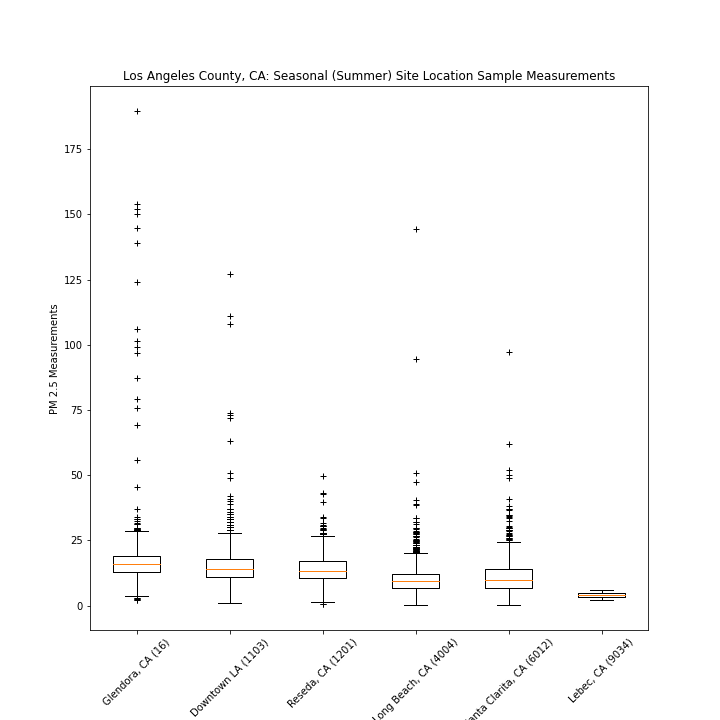 Los Angeles County, CA: Seasonal (Summer) Site Location Sample Measurements
175
150
125
100
75
50
25
0
PM 2.5 Measurements
Glendora, CA (16)
Downtown LA (1103)
Reseda, CA (1201)
Long Beach, CA (4004)
anta Clarita, CA (6012)
Lebec, CA (9034)